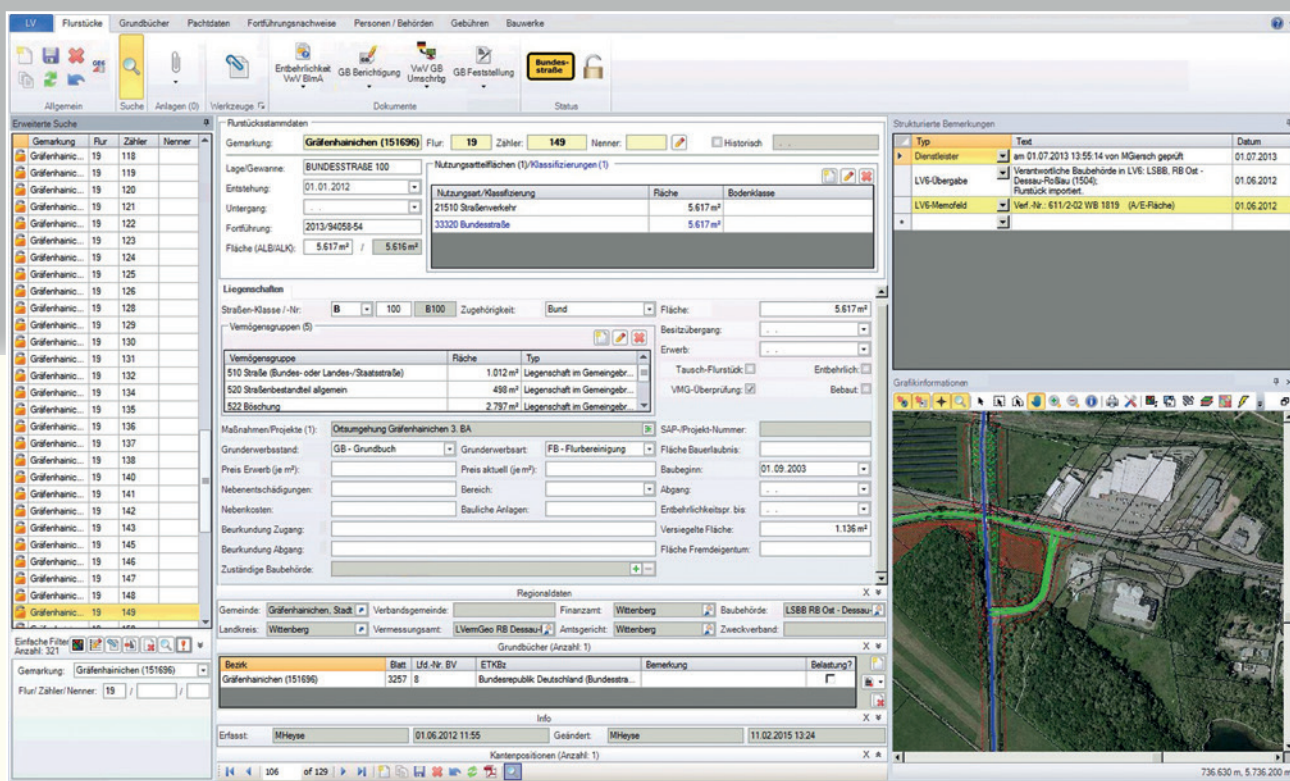 LV Flurstücke Grundbücher Pachtdaten Fortführungsnachweise Personen / Behörden Gebühren Bauwerke
Entbehrlichkeit VwV BImA GB Berichtigung VwV GB Umschrbg GB Feststellung Bundes-straße
Allgemein Suche Anlagen (0) Werkzeuge Dokumente Status
Erweiterte Suche
Gemarkung Flur Zähler Nenner
Gräfenhainic... 19 118
Gräfenhainic... 19 119
Gräfenhainic... 19 120
Gräfenhainic... 19 121
Gräfenhainic... 19 122
Gräfenhainic... 19 123
Gräfenhainic... 19 124
Gräfenhainic... 19 125
Gräfenhainic... 19 126
Gräfenhainic... 19 128
Gräfenhainic... 19 129
Gräfenhainic... 19 130
Gräfenhainic... 19 131
Gräfenhainic... 19 132
Gräfenhainic... 19 134
Gräfenhainic... 19 135
Gräfenhainic... 19 136
Gräfenhainic... 19 137
Gräfenhainic... 19 138
Gräfenhainic... 19 140
Gräfenhainic... 19 141
Gräfenhainic... 19 142
Gräfenhainic... 19 143
Gräfenhainic... 19 145
Gräfenhainic... 19 146
Gräfenhainic... 19 147
Gräfenhainic... 19 148
Gräfenhainic... 19 149
Einfache Filter
Anzahl: 321
Gemarkung: Gräfenhainichen (151696)
Flur/ Zähler/ Nenner: 19 / /
Flurstücksstammdaten
Gemarkung: Gräfenhainichen (151696) Flur: 19 Zähler: 149 Nenner: Historisch . .
Lage/Gewanne: BUNDESSTRAßE 100
Entstehung: 01.01.2012
Untergang: . .
Fortführung: 2013/94058-54
Fläche (ALB/ALK): 5.617 m² / 5.616 m²
Nutzungsartteilflächen (1)/Klassifizierungen (1)
Nutzungsart/Klassifizierung Fläche Bodenklasse
21510 Straßenverkehr 5.617 m²
33320 Bundesstraße 5.617 m²
Liegenschaften
Straßen-Klasse / -Nr: B 100 B100 Zugehörigkeit: Bund Fläche: 5.617 m²
Vermögensgruppen (5)
Vermögensgruppe Fläche Typ
510 Straße (Bundes- oder Landes-/Staatsstraße) 1.012 m² Liegenschaft im Gemeingebr...
520 Straßenbestandteil allgemein 498 m² Liegenschaft im Gemeingebr...
522 Böschung 2.797 m² Liegenschaft im Gemeingebr...
Besitzübergang: . .
Erwerb: . .
Tausch-Flurstück: Entbehrlich:
VMG-Überprüfung: Bebaut:
Maßnahmen/Projekte (1): Ortsumgehung Gräfenhainichen 3. BA SAP-/Projekt-Nummer:
Grunderwerbsstand: GB - Grundbuch Grunderwerbsart: FB - Flurbereinigung Fläche Bauerlaubnis:
Preis Erwerb (je m²): Preis aktuell (je m²): Baubeginn: 01.09.2003
Nebenentschädigungen: Bereich: Abgang: . .
Nebenkosten: Bauliche Anlagen: Entbehrlichkeitspr. bis: . .
Beurkundung Zugang: Versiegelte Fläche: 1.136 m²
Beurkundung Abgang: Fläche Fremdeigentum:
Zuständige Baubehörde:
Regionaldaten
Gemeinde: Gräfenhainichen, Stadt Verbandsgemeinde: Finanzamt: Wittenberg Baubehörde: LSBB RB Ost - Dessau-
Landkreis: Wittenberg Vermessungsamt: LVermGeo RB Dessau-I Amtsgericht: Wittenberg Zweckverband:
Grundbücher (Anzahl: 1)
Bezirk Blatt Lfd.-Nr. BV ETKBz Bemerkung Belastung?
Gräfenhainichen (151696) 3257 8 Bundesrepublik Deutschland (Bundesstra...
Info
Erfasst: MHeyse 01.06.2012 11:55 Geändert: MHeyse 11.02.2015 13:24
Kantenpositionen (Anzahl: 1)
106 of 129
Strukturierte Bemerkungen
Typ Text Datum
Dienstleister am 01.07.2013 13:55:14 von MGiersch geprüft 01.07.2013
LV6-Übergabe Verantwortliche Baubehörde in LV6: LSBB, RB Ost - Dessau-Roßlau (1504); Flurstück importiert. 01.06.2012
LV6-Memofeld Verf.-Nr.: 611/2-02 WB 1819 (A/E-Fläche) 01.06.2012
Grafikinformationen
736.630 m, 5.736.200 m